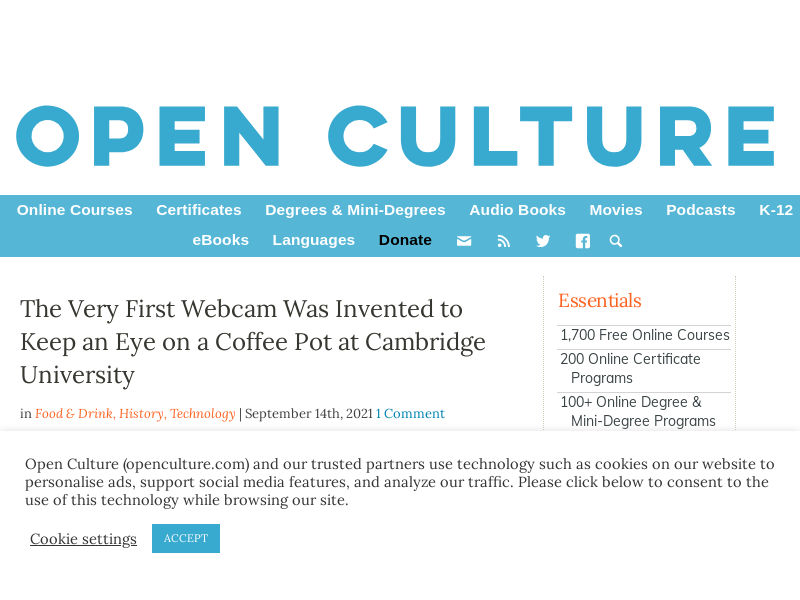 OPEN CULTURE
Online Courses Certificates Degrees & Mini-Degrees Audio Books Movies Podcasts K-12
eBooks Languages Donate
The Very First Webcam Was Invented to
Keep an Eye on a Coffee Pot at Cambridge
University
in Food & Drink, History, Technology | September 14th, 2021 1 Comment
Essentials
1,700 Free Online Courses
200 Online Certificate
Programs
100+ Online Degree &
Mini-Degree Programs
Open Culture (openculture.com) and our trusted partners use technology such as cookies on our website to
personalise ads, support social media features, and analyze our traffic. Please click below to consent to the
use of this technology while browsing our site.
Cookie settings ACCEPT